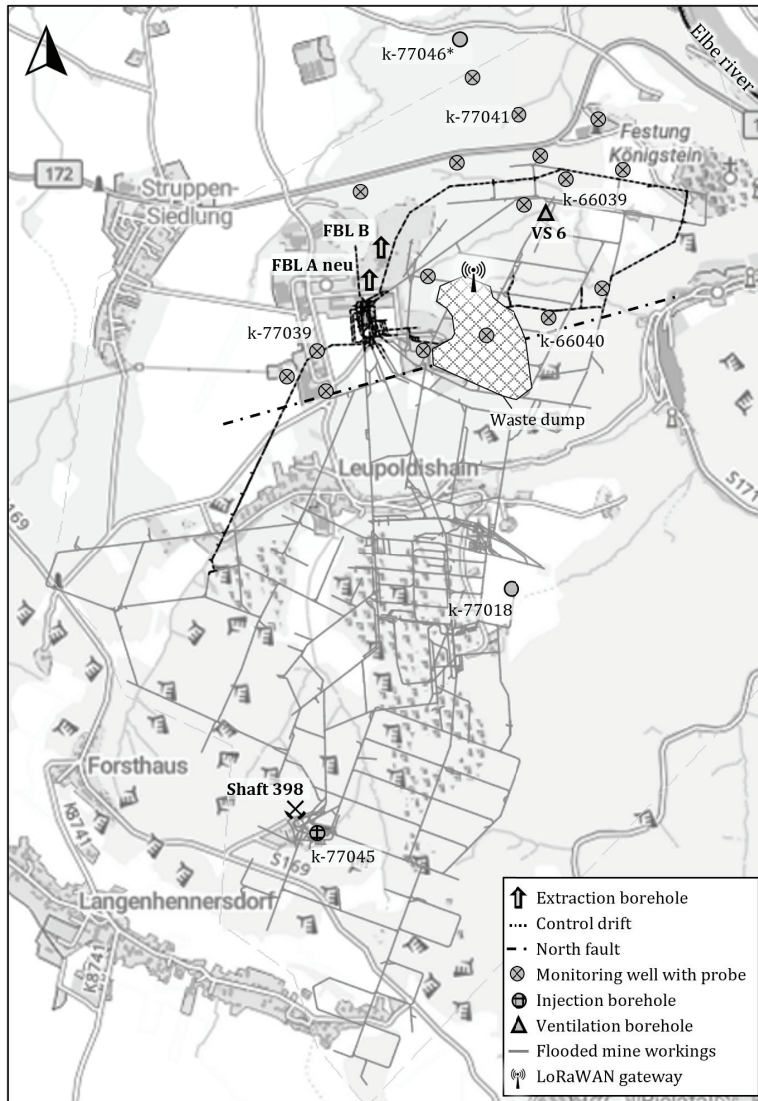 k-77046*
Elbe river
k-77041
172
Struppen-
Siedlung
Festung
Königstein
k-66039
VS 6
FBL B
FBL A neu
k-77039
k-66040
Waste dump
Leupoldishain
S171
169
k-77018
Forsthaus
K8741
Shaft 398
k-77045
S169
Langenhennersdorf
K8741
Extraction borehole
Control drift
North fault
Monitoring well with probe
Injection borehole
Ventilation borehole
Flooded mine workings
LoRaWAN gateway